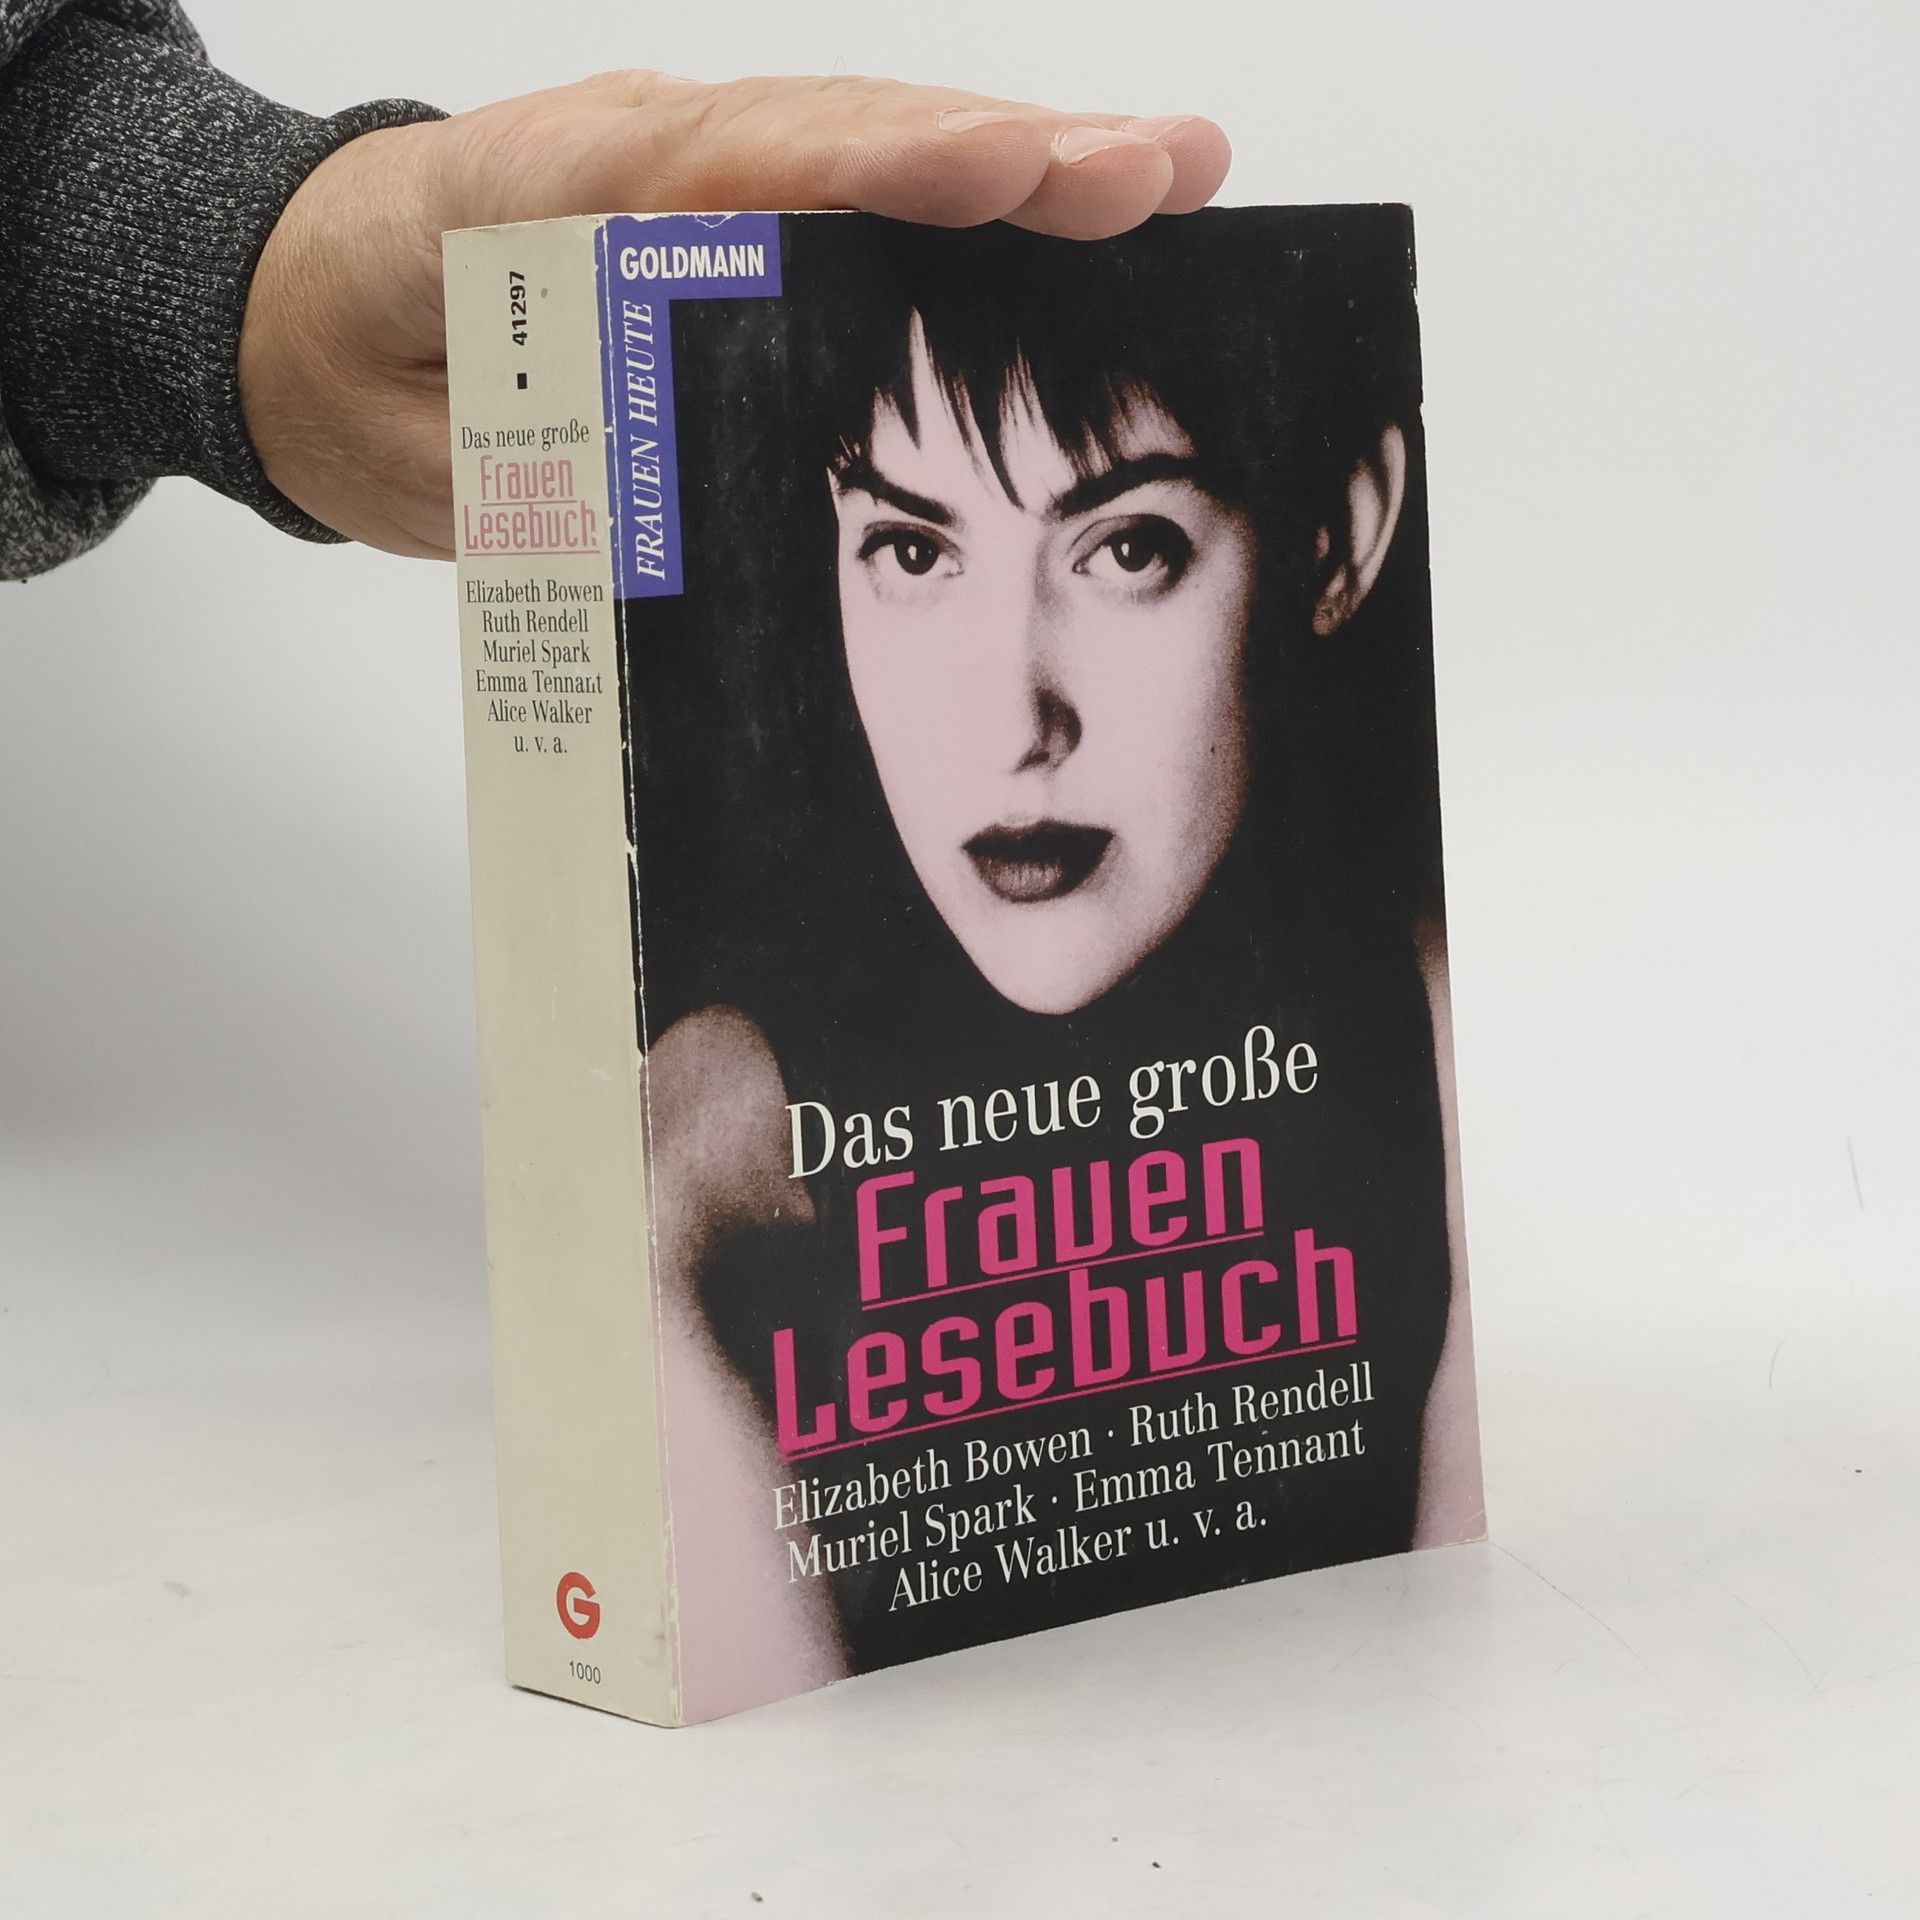 41297
Das neue große
Frauen
Lesebuch
Elizabeth Bowen
Ruth Rendell
Muriel Spark
Emma Tennant
Alice Walker
u. v. a.
G
1000
GOLDMANN
FRAUEN HEUTE
Das neue große
Frauen
Lesebuch
Elizabeth Bowen · Ruth Rendell
Muriel Spark · Emma Tennant
Alice Walker u. v. a.